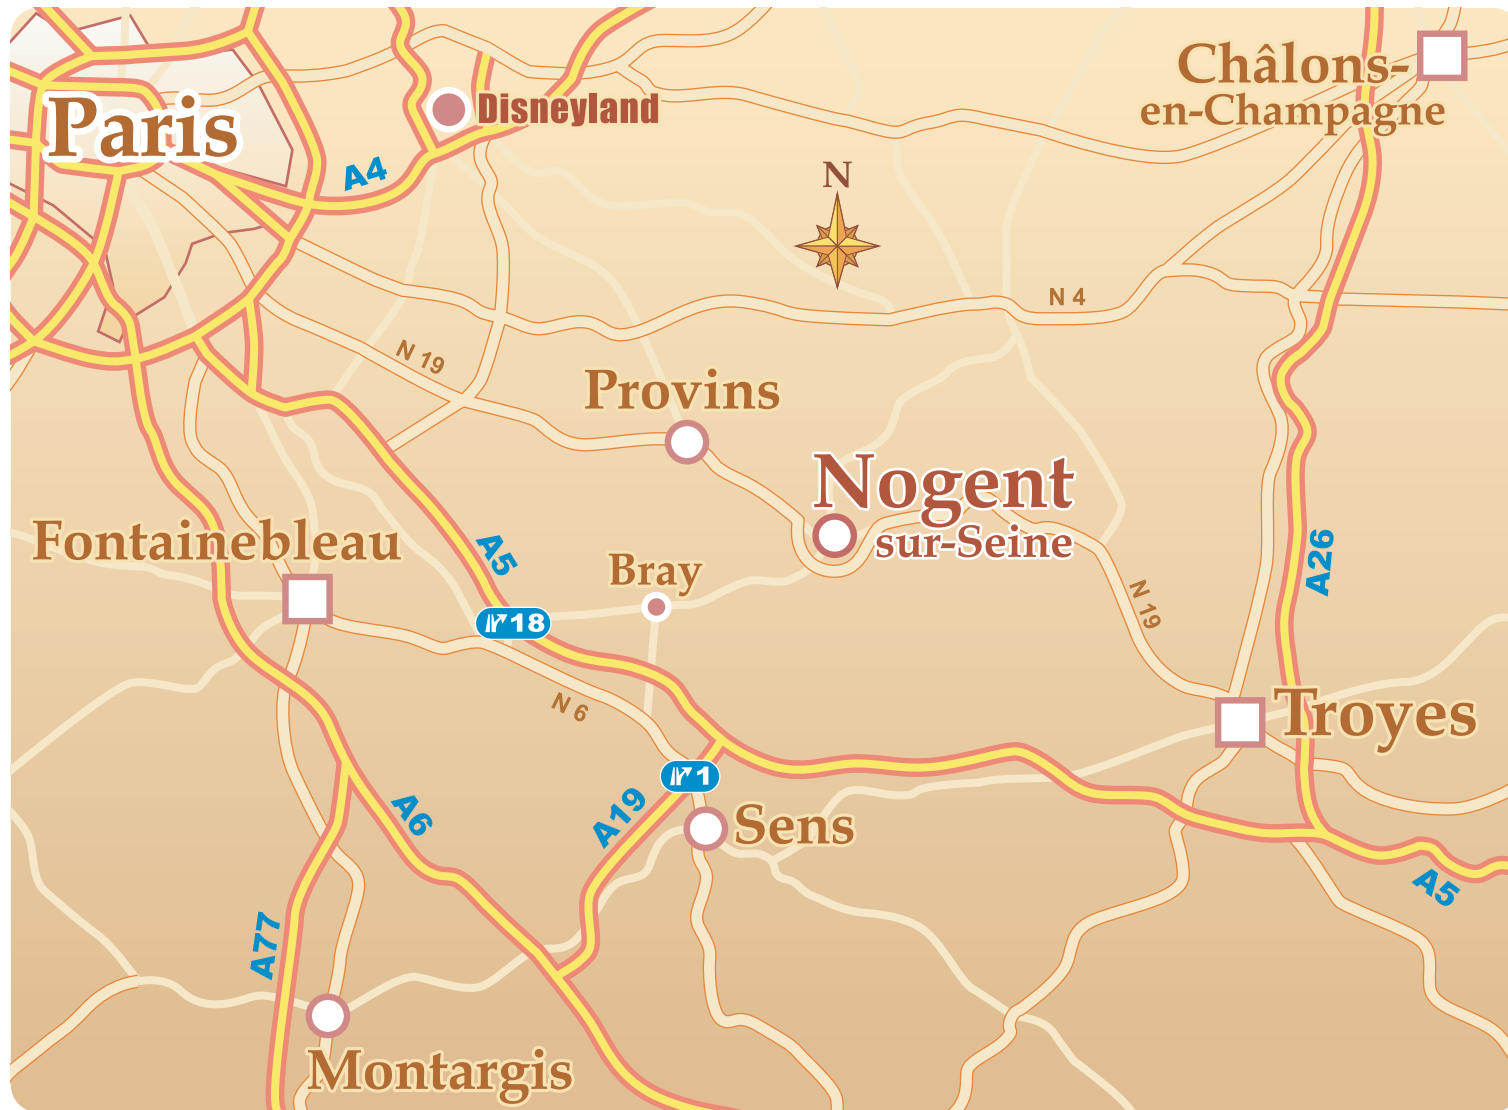 Châlons-
en-Champagne
Paris
Disneyland
A4
N
N 4
N 19
Provins
Nogent
sur-Seine
Fontainebleau
A5
Bray
A26
N 19
18
N 6
Troyes
1
A19
A6
Sens
A5
A77
Montargis